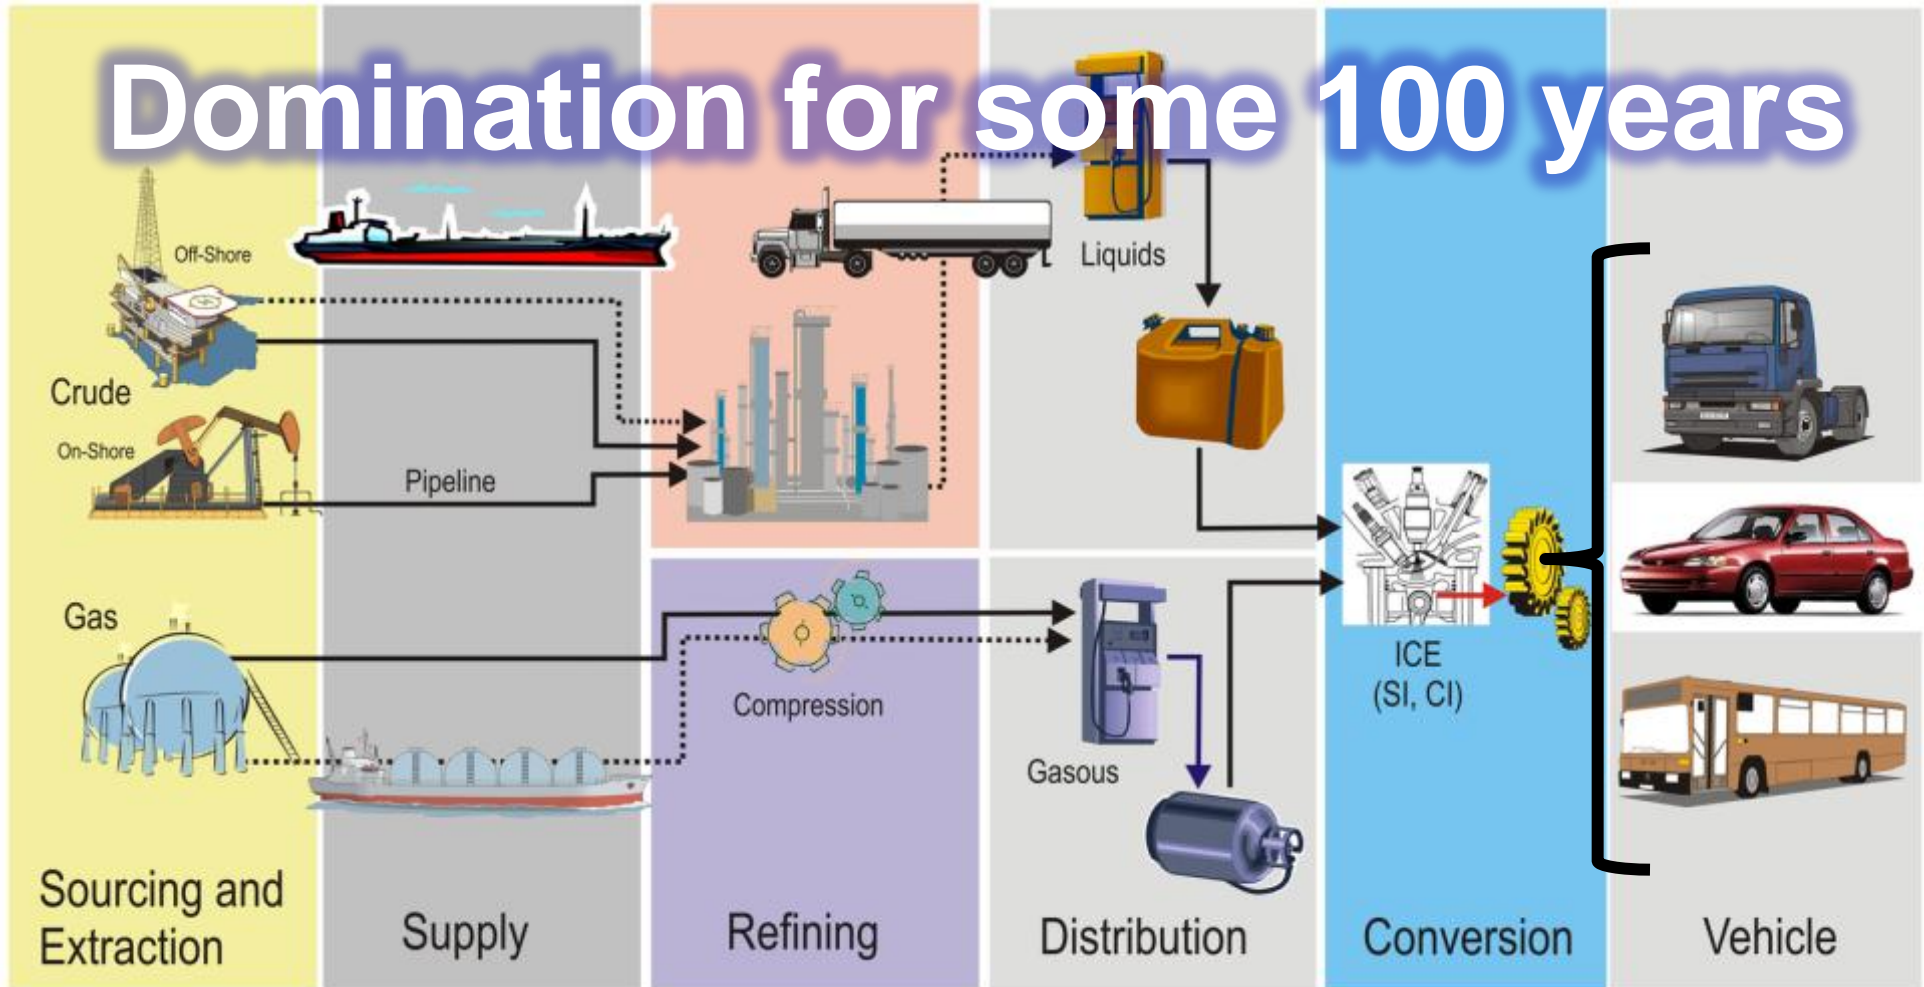 Domination for some 100 years
Off-Shore
Crude
On-Shore
Pipeline
Gas
Compression
Liquids
Gasous
ICE
(SI, CI)
Sourcing and
Extraction
Supply
Refining
Distribution
Conversion
Vehicle